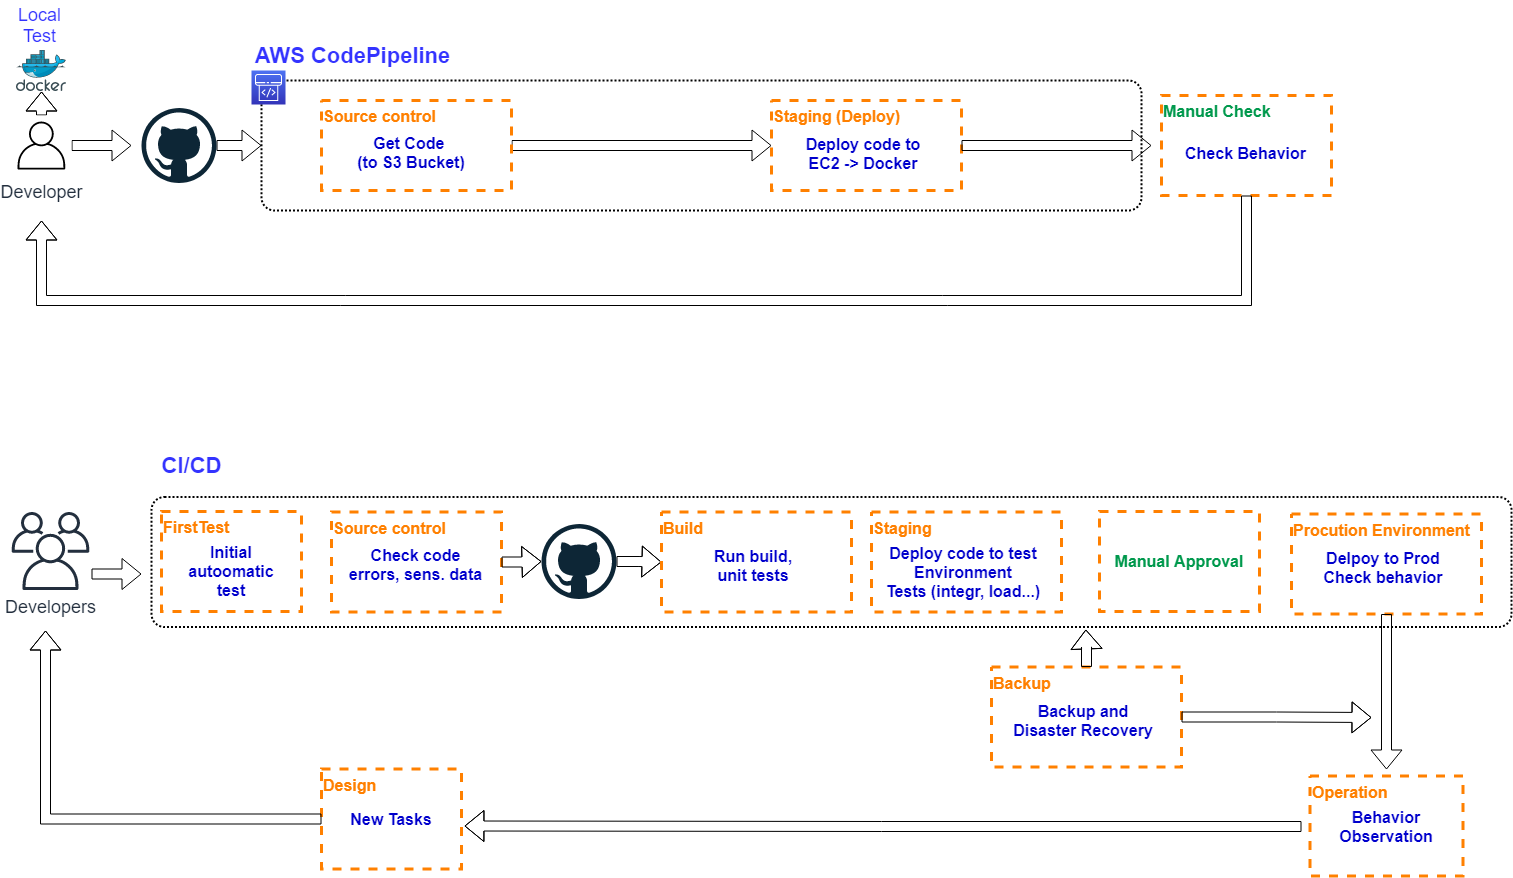 Local
Test
docker
Developer
AWS CodePipeline
Source control
Get Code
(to S3 Bucket)
Staging (Deploy)
Deploy code to
EC2 -> Docker
Manual Check
Check Behavior
CI/CD
Developers
FirstTest
Initial
autoomatic
test
Source control
Check code
errors, sens. data
Build
Run build,
unit tests
Staging
Deploy code to test
Environment
Tests (integr, load...)
Manual Approval
Procution Environment
Delpoy to Prod
Check behavior
Backup
Backup and
Disaster Recovery
Design
New Tasks
Operation
Behavior
Observation